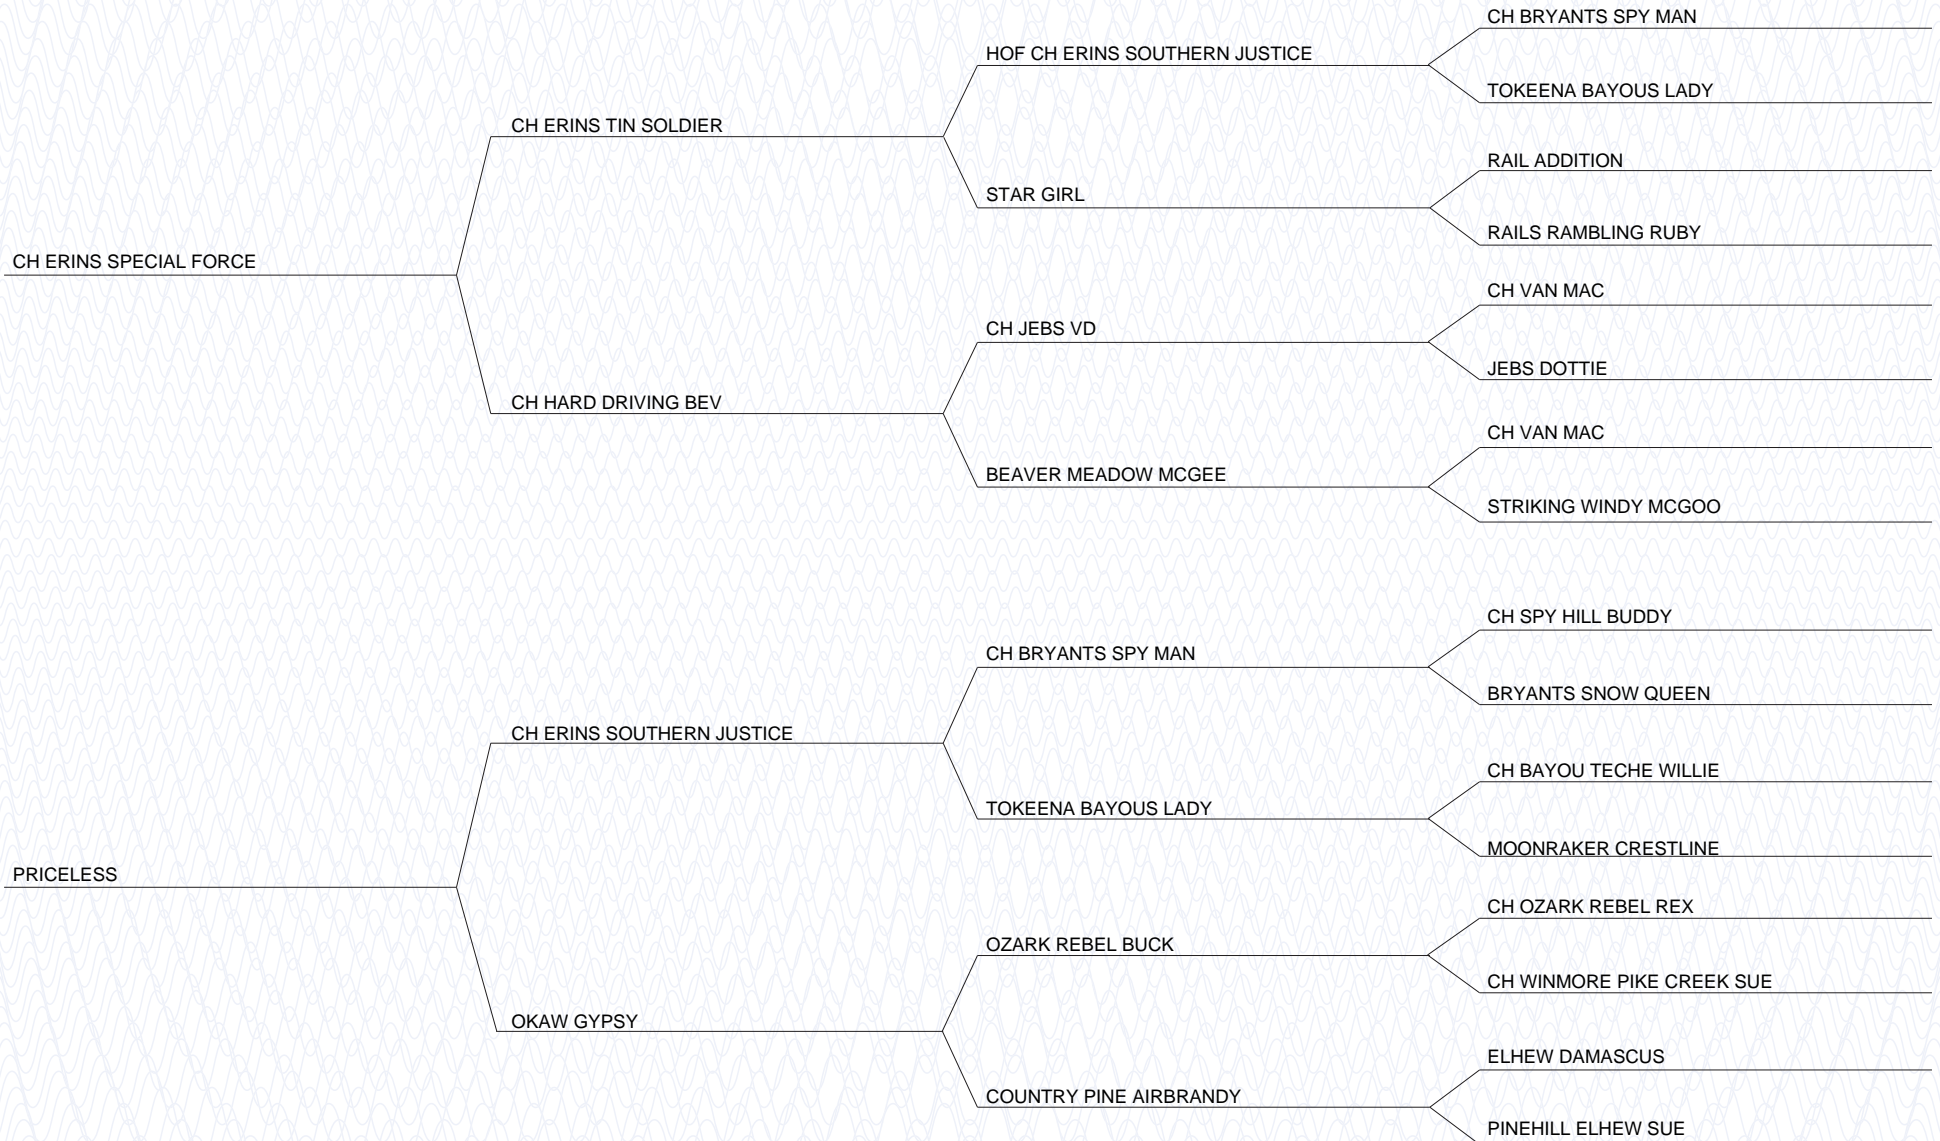 CH BRYANTS SPY MAN
HOF CH ERINS SOUTHERN JUSTICE
TOKEENA BAYOUS LADY
CH ERINS TIN SOLDIER
RAIL ADDITION
STAR GIRL
RAILS RAMBLING RUBY
CH ERINS SPECIAL FORCE
CH VAN MAC
CH JEBS VD
JEBS DOTTIE
CH HARD DRIVING BEV
CH VAN MAC
BEAVER MEADOW MCGEE
STRIKING WINDY MCGOO
CH SPY HILL BUDDY
CH BRYANTS SPY MAN
BRYANTS SNOW QUEEN
CH ERINS SOUTHERN JUSTICE
CH BAYOU TECHE WILLIE
TOKEENA BAYOUS LADY
MOONRAKER CRESTLINE
PRICELESS
CH OZARK REBEL REX
OZARK REBEL BUCK
CH WINMORE PIKE CREEK SUE
OKAW GYPSY
ELHEW DAMASCUS
COUNTRY PINE AIRBRANDY
PINEHILL ELHEW SUE